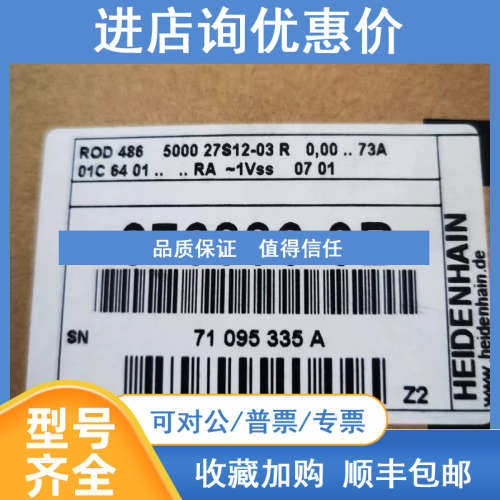 进店询优惠价
ROD 486 5000 27S12-03 R 0,00 .. 73A
01C 64 01 .. .. RA ~1Vss 07 01
品质保证 值得信任
SN 71 095 335 A
Z2
HEIDENHAIN
www.heidenhain.de
型号
齐全
可对公/普票/专票
收藏加购 顺丰包邮